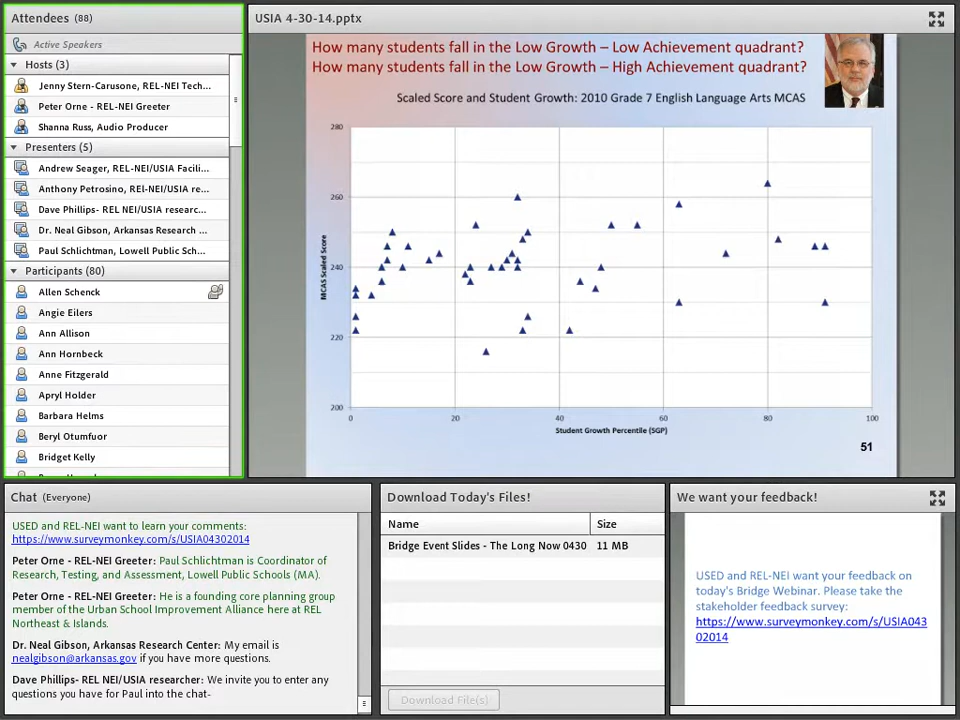 Attendees (88)
Active Speakers
Hosts (3)
Jenny Stern-Carusone, REL-NEI Tech...
Peter Orne - REL-NEI Greeter
Shanna Russ, Audio Producer
Presenters (5)
Andrew Seager, REL-NEI/USIA Facili...
Anthony Petrosino, REl-NEI/USIA re...
Dave Phillips- REL NEI/USIA researc...
Dr. Neal Gibson, Arkansas Research ...
Paul Schlichtman, Lowell Public Sch...
Participants (80)
Allen Schenck
Angie Eilers
Ann Allison
Ann Hornbeck
Anne Fitzgerald
Apryl Holder
Barbara Helms
Beryl Otumfuor
Bridget Kelly
USIA 4-30-14.pptx
How many students fall in the Low Growth – Low Achievement quadrant?
How many students fall in the Low Growth – High Achievement quadrant?
Scaled Score and Student Growth: 2010 Grade 7 English Language Arts MCAS
280
260
240
220
200
MCAS Scaled Score
0 20 40 60 80 100
Student Growth Percentile (SGP)
51
Chat (Everyone)
USED and REL-NEI want to learn your comments:
https://www.surveymonkey.com/s/USIA04302014
Peter Orne - REL-NEI Greeter: Paul Schlichtman is Coordinator of
Research, Testing, and Assessment, Lowell Public Schools (MA).
Peter Orne - REL-NEI Greeter: He is a founding core planning group
member of the Urban School Improvement Alliance here at REL
Northeast & Islands.
Dr. Neal Gibson, Arkansas Research Center: My email is
nealgibson@arkansas.gov if you have more questions.
Dave Phillips- REL NEI/USIA researcher: We invite you to enter any
questions you have for Paul into the chat-
Download Today's Files!
Name Size
Bridge Event Slides - The Long Now 0430 11 MB
Download File(s)
We want your feedback!
USED and REL-NEI want your feedback on
today's Bridge Webinar. Please take the
stakeholder feedback survey:
https://www.surveymonkey.com/s/USIA043
02014